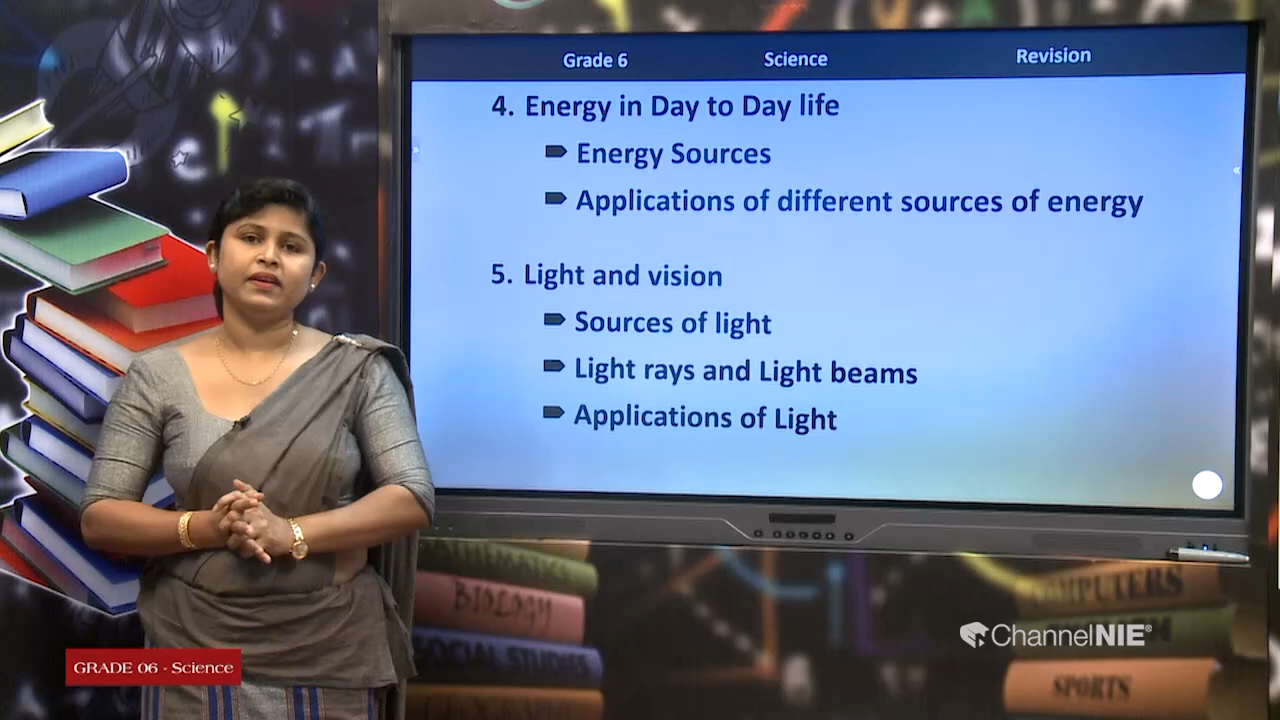 Grade 6 Science Revision
4. Energy in Day to Day life
Energy Sources
Applications of different sources of energy
5. Light and vision
Sources of light
Light rays and Light beams
Applications of Light
MATHEMATICS
BIOLOGY
SOCIAL STUDIES
COMPUTERS
SPORTS
ChannelNIE®
GRADE 06 - Science